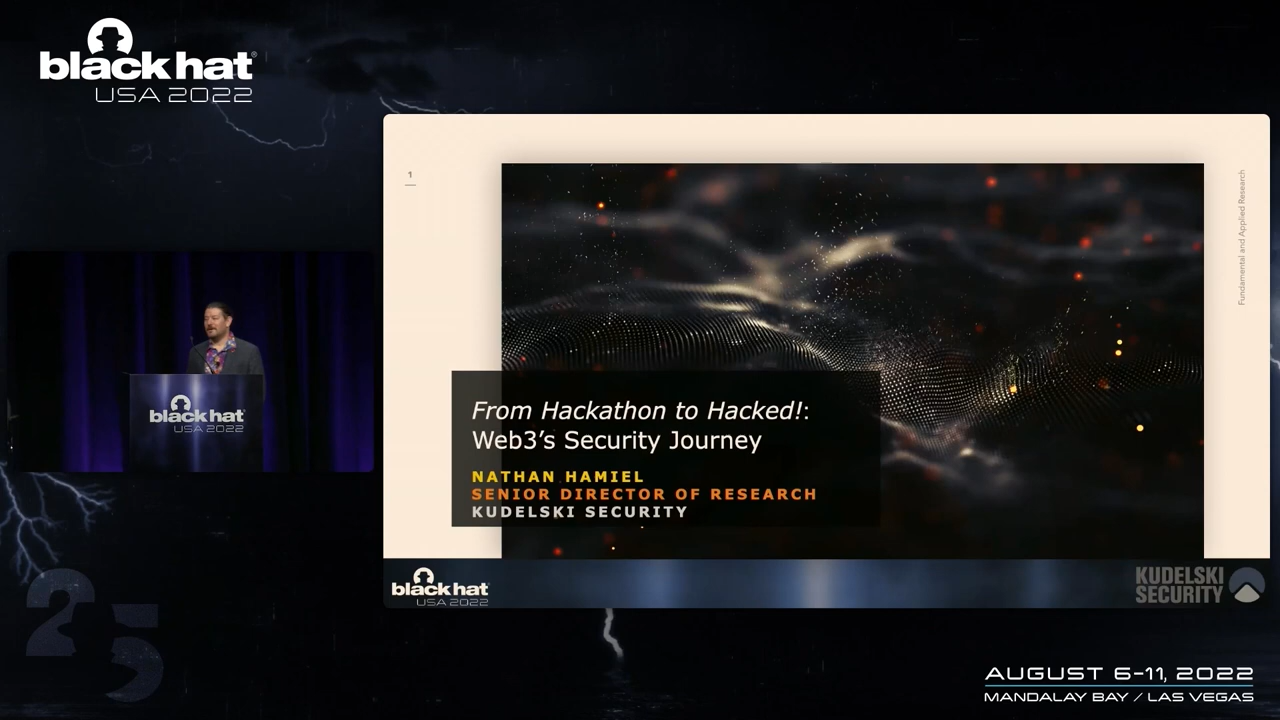 black hat®
USA 2022
1
Fundamental and Applied Research
From Hackathon to Hacked!:
Web3’s Security Journey
NATHAN HAMIEL
SENIOR DIRECTOR OF RESEARCH
KUDELSKI SECURITY
black hat
USA 2022
black hat
USA 2022
KUDELSKI
SECURITY
25
AUGUST 6-11, 2022
MANDALAY BAY / LAS VEGAS